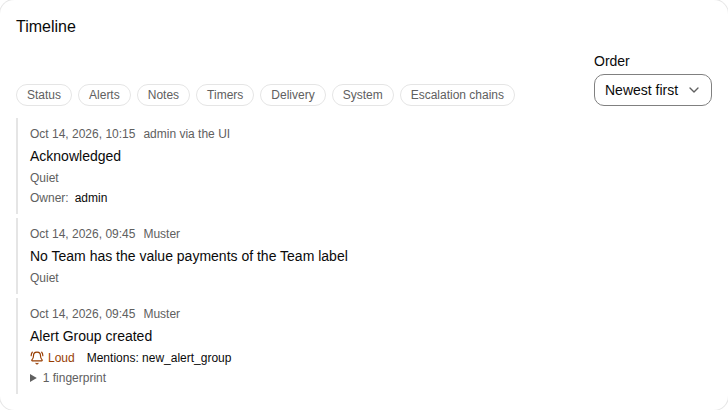 Timeline
Order
Status Alerts Notes Timers Delivery System Escalation chains
Newest first
Oct 14, 2026, 10:15 admin via the UI
Acknowledged
Quiet
Owner: admin
Oct 14, 2026, 09:45 Muster
No Team has the value payments of the Team label
Quiet
Oct 14, 2026, 09:45 Muster
Alert Group created
Loud Mentions: new_alert_group
1 fingerprint